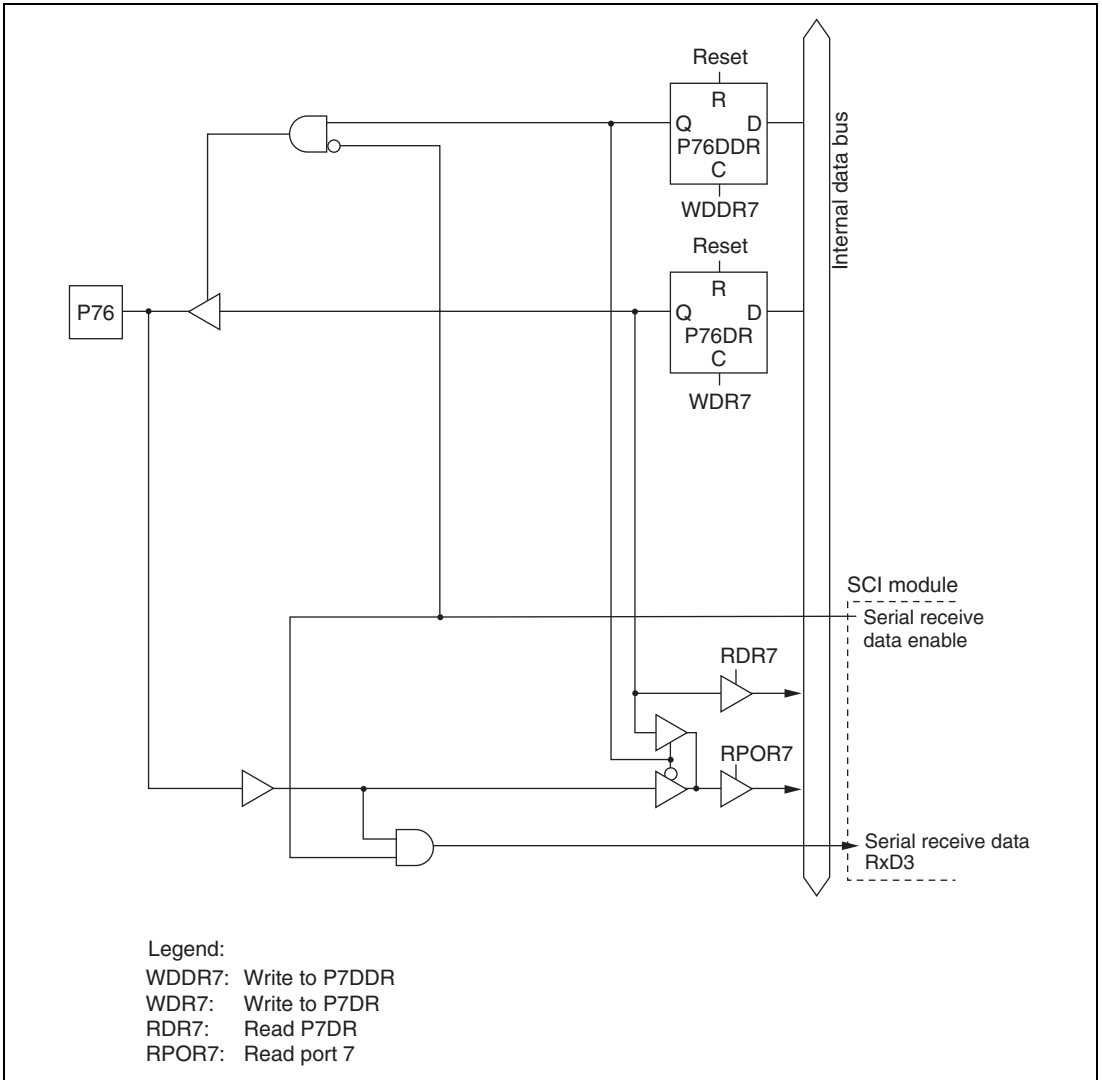 Reset
R
Q D
P76DDR
C
WDDR7
Internal data bus
Reset
R
P76
Q D
P76DR
C
WDR7
SCI module
Serial receive
data enable
RDR7
RPOR7
Serial receive data
RxD3
Legend:
WDDR7: Write to P7DDR
WDR7: Write to P7DR
RDR7: Read P7DR
RPOR7: Read port 7